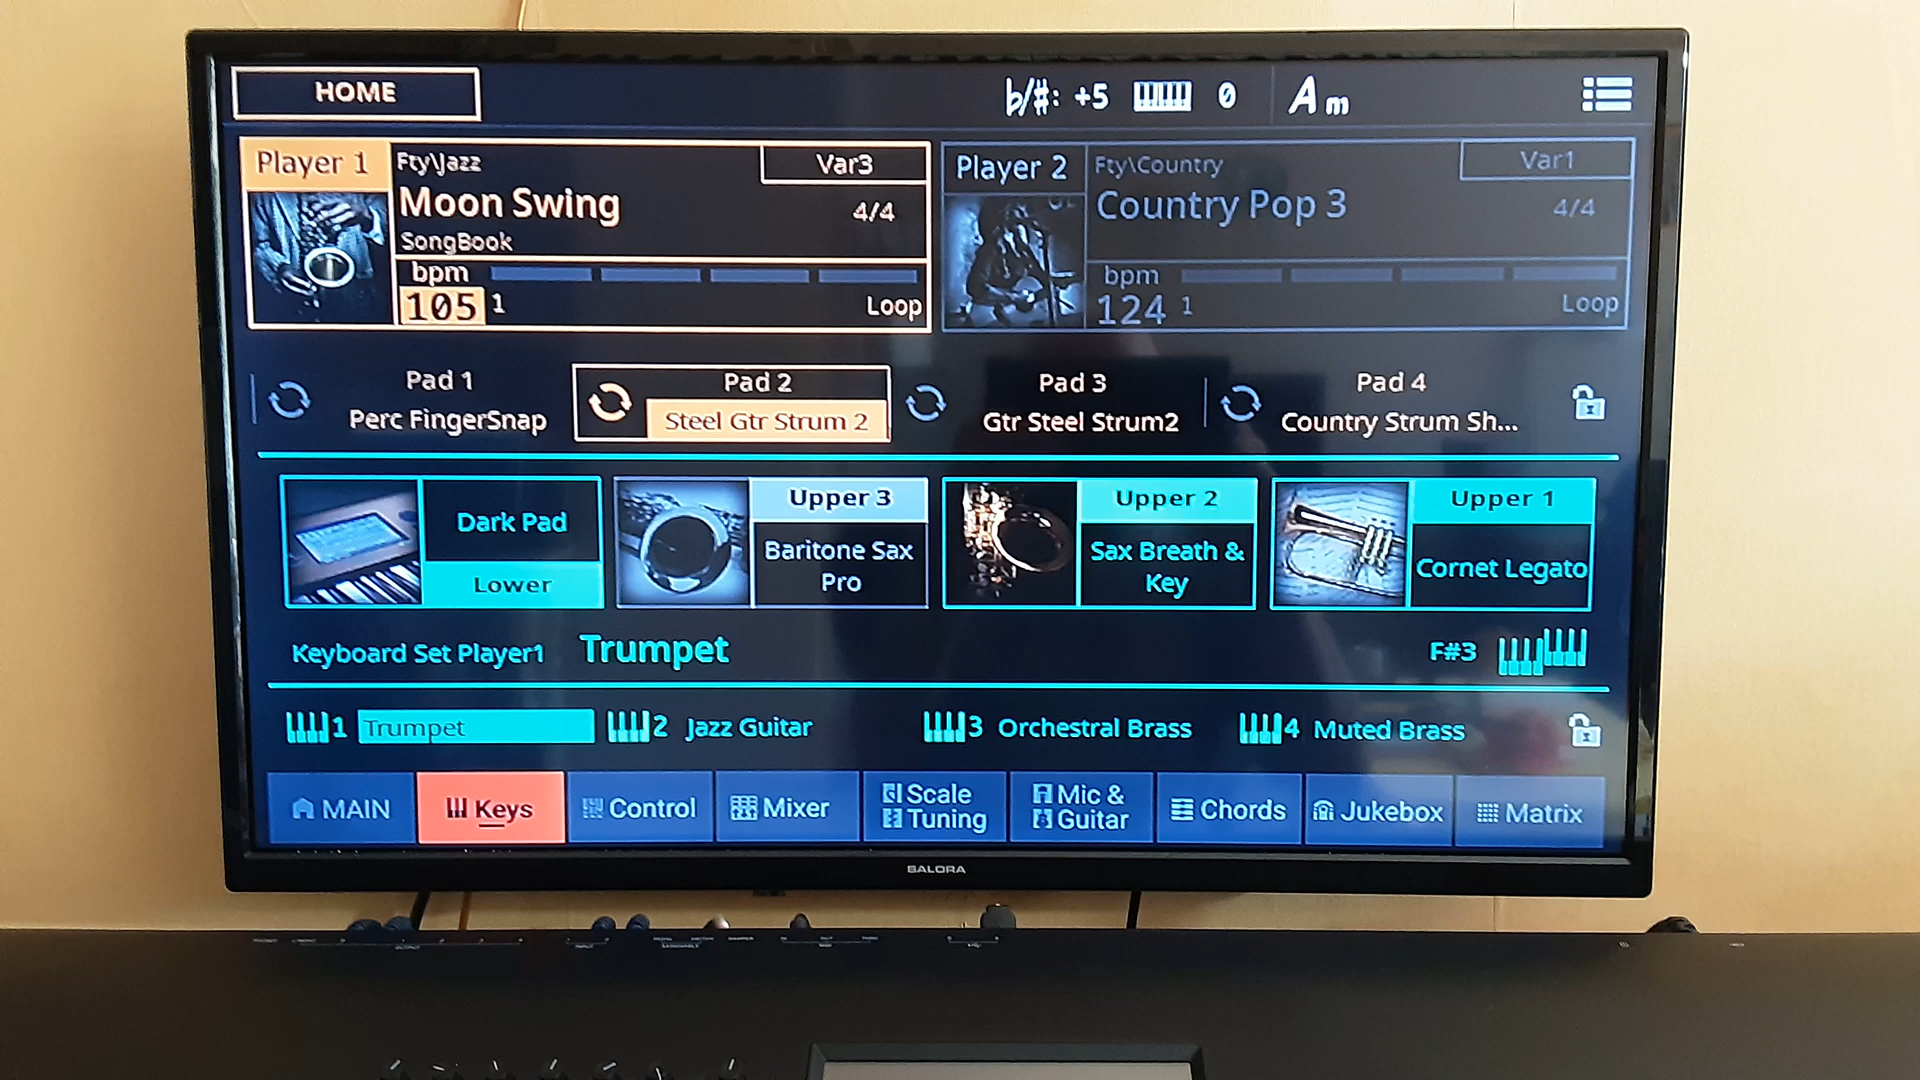 HOME
b/#: +5 0 Am
Player 1 Fty\Jazz Var3
Moon Swing 4/4
SongBook
bpm
105 1 Loop
Player 2 Fty\Country Var1
Country Pop 3 4/4
bpm
124 1 Loop
Pad 1
Perc FingerSnap
Pad 2
Steel Gtr Strum 2
Pad 3
Gtr Steel Strum2
Pad 4
Country Strum Sh...
Dark Pad
Lower
Upper 3
Baritone Sax
Pro
Upper 2
Sax Breath &
Key
Upper 1
Cornet Legato
Keyboard Set Player1 Trumpet F#3
1 Trumpet 2 Jazz Guitar 3 Orchestral Brass 4 Muted Brass
MAIN
Keys
Control
Mixer
Scale
Tuning
Mic &
Guitar
Chords
Jukebox
Matrix
SALORA